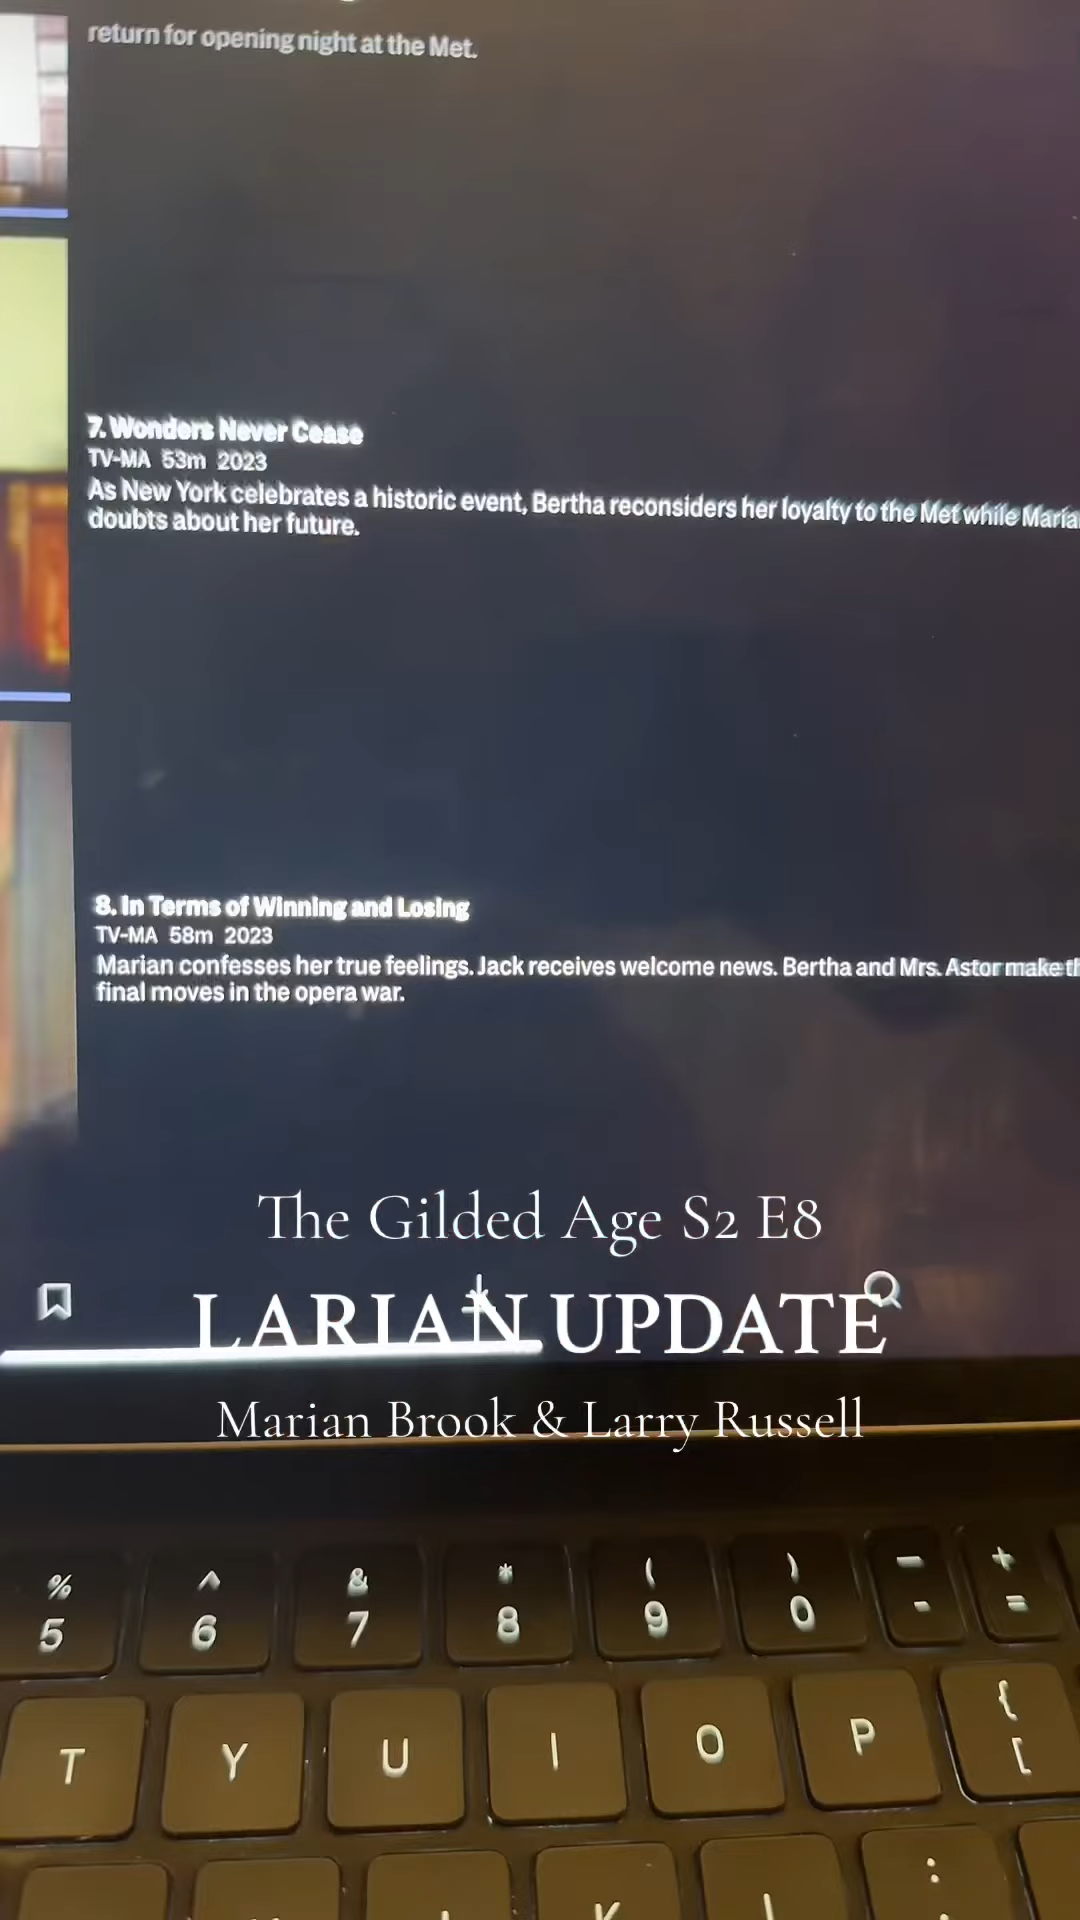 return for opening night at the Met.
7. Wonders Never Cease
TV-MA 53m 2023
As New York celebrates a historic event, Bertha reconsiders her loyalty to the Met while Maria
doubts about her future.
8. In Terms of Winning and Losing
TV-MA 58m 2023
Marian confesses her true feelings. Jack receives welcome news. Bertha and Mrs. Astor make th
final moves in the opera war.
The Gilded Age S2 E8
LARIAN UPDATE
Marian Brook & Larry Russell
% ^ & * ( ) - +
5 6 7 8 9 0 - =
{
T Y U I O P [
:
K L ;